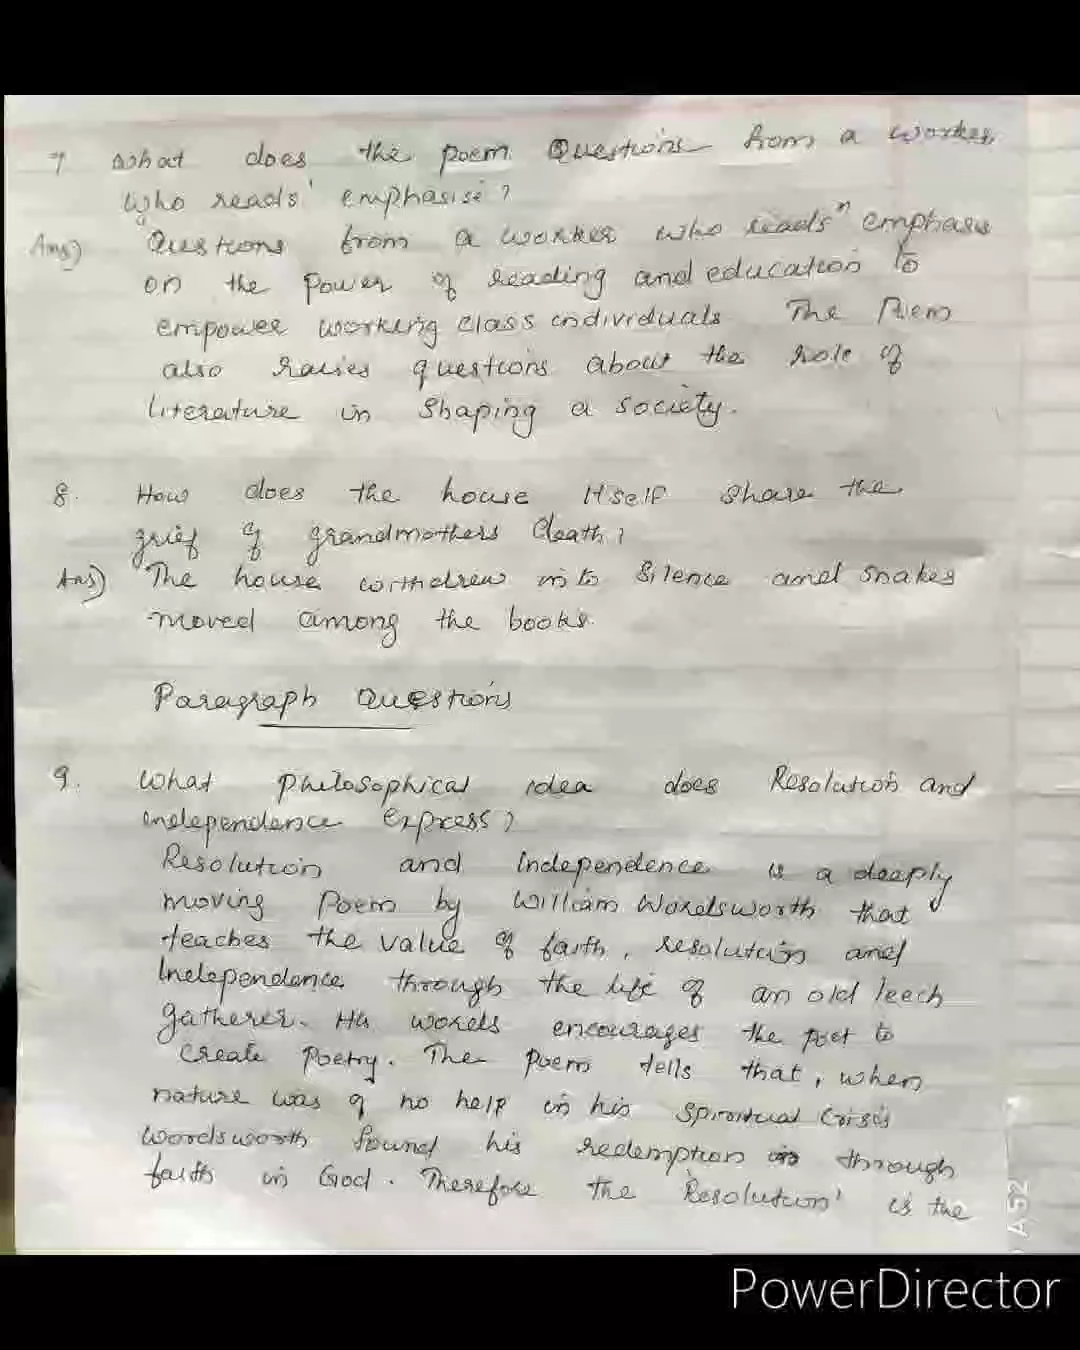 7. What does the poem 'Questions from a worker
who reads' emphasise?
Ans) "Questions from a worker who reads" emphasis
on the power of reading and education to
empower working class individuals. The Poem
also raises questions about the role of
literature in shaping a society.
8. How does the house itself share the
grief of grandmothers death?
Ans) The house withdrew into silence and snakes
moved among the books.
Paragraph Questions
9. What philosophical idea does Resolution and
independence express?
Resolution and Independence is a deeply
moving Poem by William Wordsworth that
teaches the value of faith, resolution and
Independence through the life of an old leech
gatherer. His words encourages the poet to
create poetry. The poem tells that, when
nature was of no help in his spiritual crisis
Wordsworth found his redemption in through
faith in God. Therefore the 'Resolution' is the
A52
PowerDirector